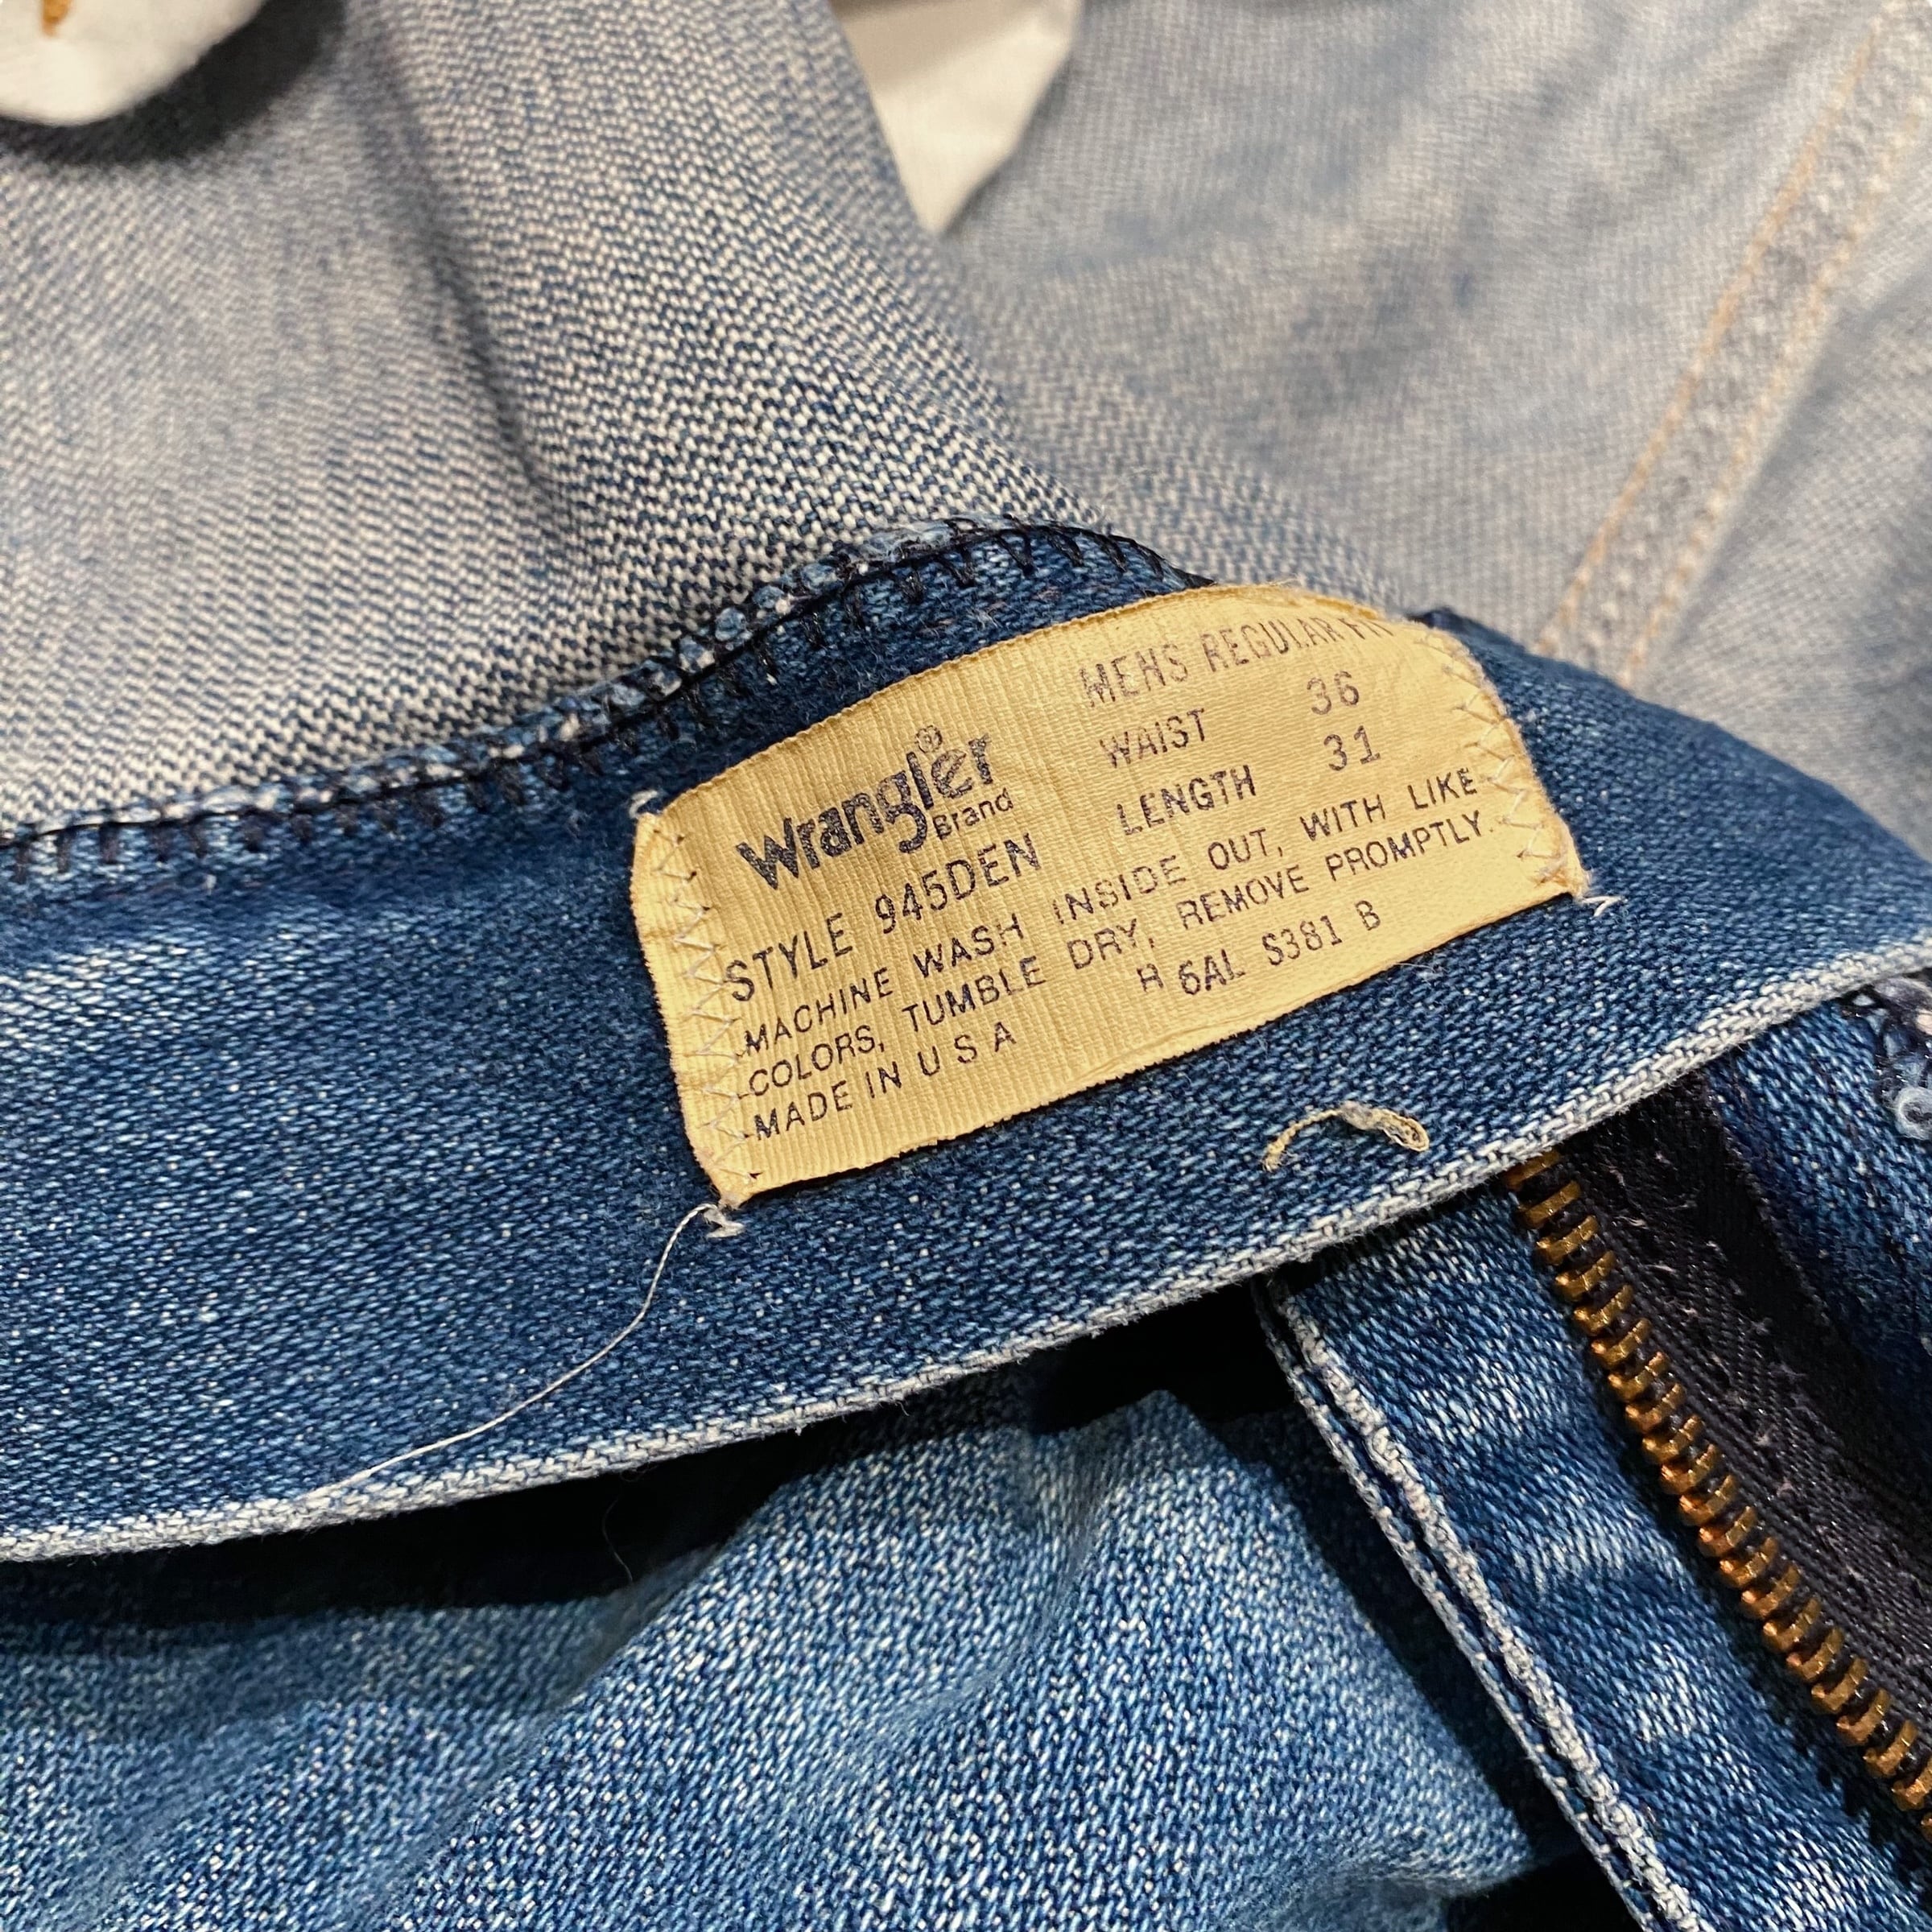 MENS REGULAR FIT
Wrangler®
Brand
WAIST 36
LENGTH 31
STYLE 945DEN
MACHINE WASH INSIDE OUT, WITH LIKE
COLORS, TUMBLE DRY, REMOVE PROMPTLY.
MADE IN U S A
R 6AL S381 B